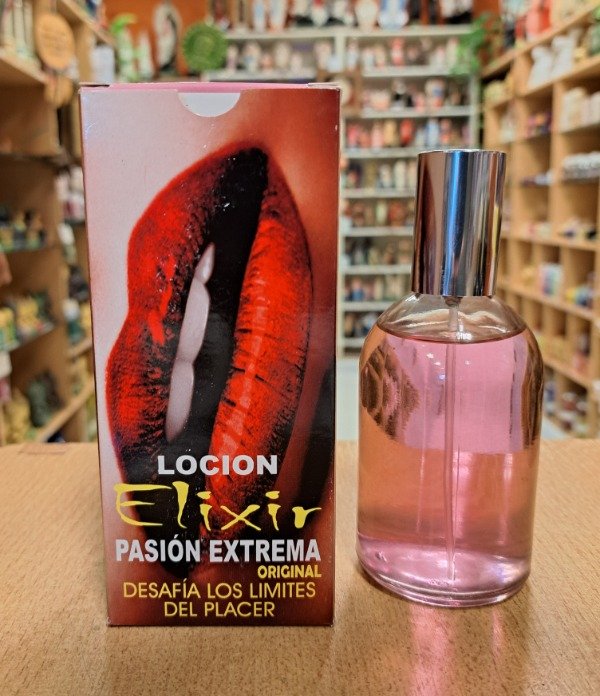 LOCION
Elixir
PASIÓN EXTREMA
ORIGINAL
DESAFÍA LOS LIMITES
DEL PLACER